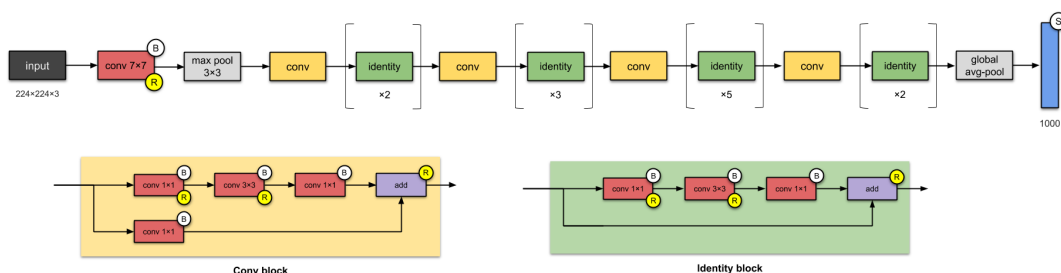 input
224×224×3
conv 7×7
B
R
max pool
3×3
conv
identity
×2
conv
identity
×3
conv
identity
×5
conv
identity
×2
global
avg-pool
S
1000
conv 1×1
B
R
conv 3×3
B
R
conv 1×1
B
add
R
conv 1×1
B
Conv block
conv 1×1
B
R
conv 3×3
B
R
conv 1×1
B
add
R
Identity block